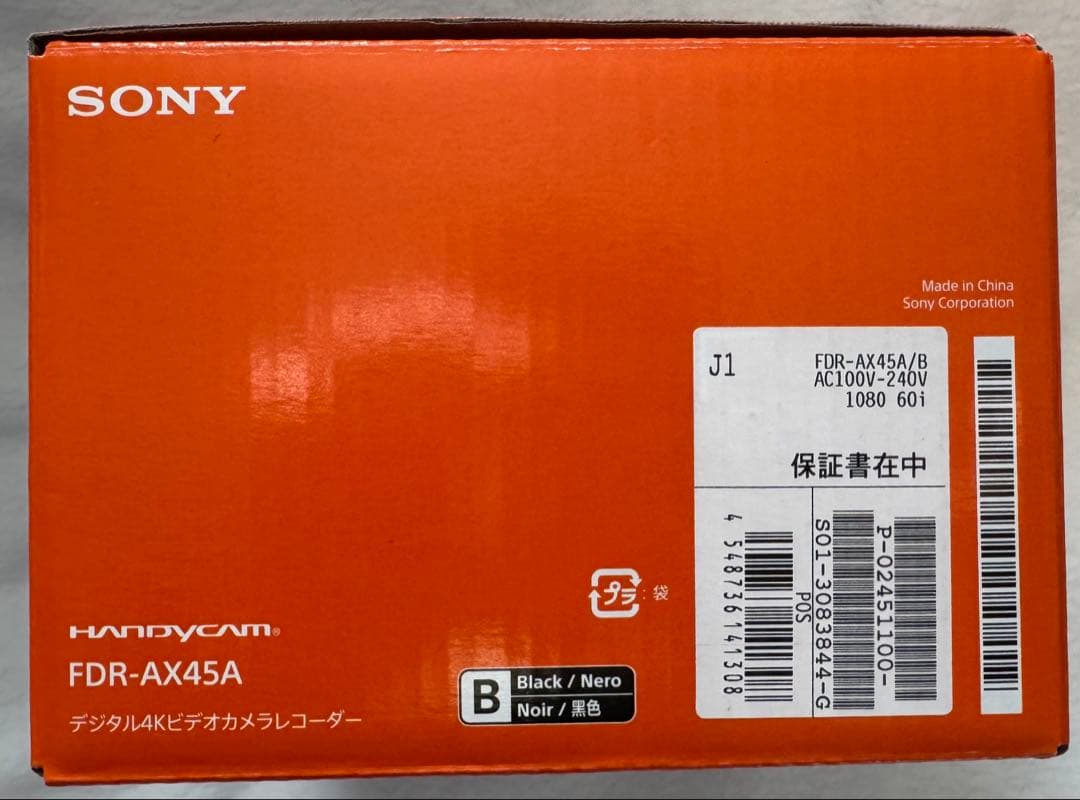 SONY
Made in China
Sony Corporation
J1
FDR-AX45A/B
AC100V-240V
1080 60i
保証書在中
4 548736 141308
POS
S01-3083844-G
P-02451100-
プラ : 袋
HANDYCAM®
FDR-AX45A
デジタル4Kビデオカメラレコーダー
B
Black / Nero
Noir / 黒色